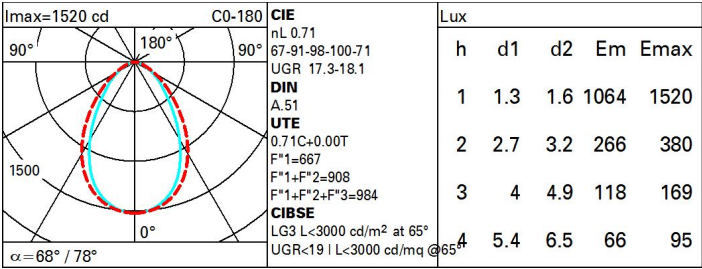 Imax=1520 cd C0-180
90° 180° 90°
1500
0°
α=68° / 78°
CIE
nL 0.71
67-91-98-100-71
UGR 17.3-18.1
DIN
A.51
UTE
0.71C+0.00T
F"1=667
F"1+F"2=908
F"1+F"2+F"3=984
CIBSE
LG3 L<3000 cd/m² at 65°
UGR<19 | L<3000 cd/mq @65°
Lux
h d1 d2 Em Emax
1 1.3 1.6 1064 1520
2 2.7 3.2 266 380
3 4 4.9 118 169
4 5.4 6.5 66 95